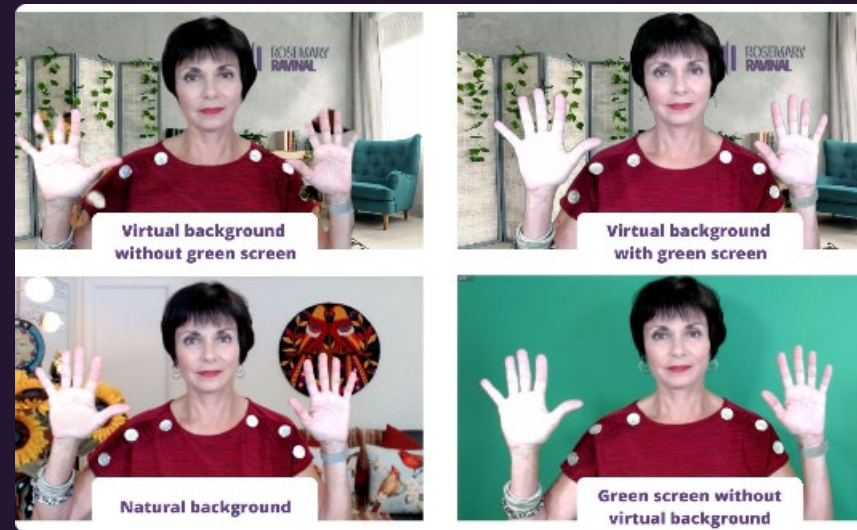 ROSEMARY
RAVINAL
ROSEMARY
RAVINAL
Virtual background
without green screen
Virtual background
with green screen
Natural background
Green screen without
virtual background